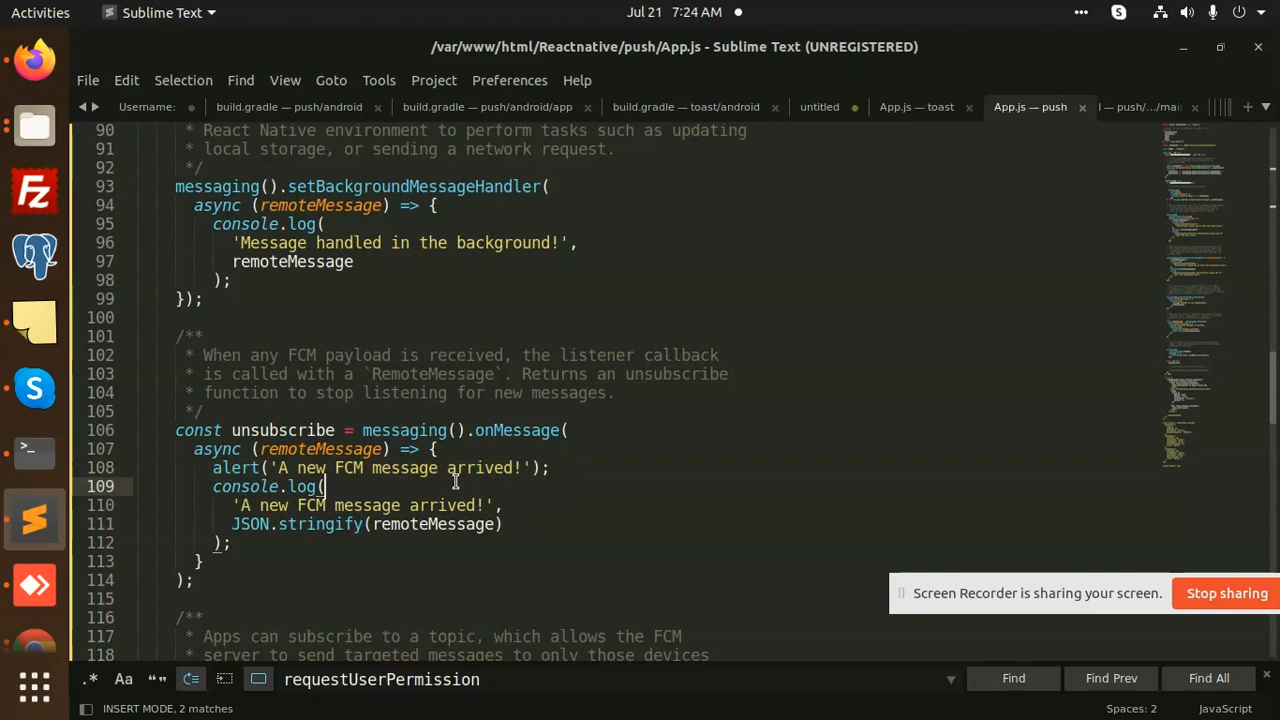 Activities
Sublime Text
Jul 21 7:24 AM
/var/www/html/Reactnative/push/App.js - Sublime Text (UNREGISTERED)
File Edit Selection Find View Goto Tools Project Preferences Help
Username: build.gradle — push/android build.gradle — push/android/app build.gradle — toast/android untitled App.js — toast App.js — push l — push/.../mai
90 * React Native environment to perform tasks such as updating
91 * local storage, or sending a network request.
92 */
93 messaging().setBackgroundMessageHandler(
94 async (remoteMessage) => {
95 console.log(
96 'Message handled in the background!',
97 remoteMessage
98 );
99 });
100
101 /**
102 * When any FCM payload is received, the listener callback
103 * is called with a `RemoteMessage`. Returns an unsubscribe
104 * function to stop listening for new messages.
105 */
106 const unsubscribe = messaging().onMessage(
107 async (remoteMessage) => {
108 alert('A new FCM message arrived!');
109 console.log(
110 'A new FCM message arrived!',
111 JSON.stringify(remoteMessage)
112 );
113 }
114 );
115
116 /**
117 * Apps can subscribe to a topic, which allows the FCM
118 * server to send targeted messages to only those devices
Screen Recorder is sharing your screen. Stop sharing
.* Aa requestUserPermission Find Find Prev Find All
INSERT MODE, 2 matches Spaces: 2 JavaScript